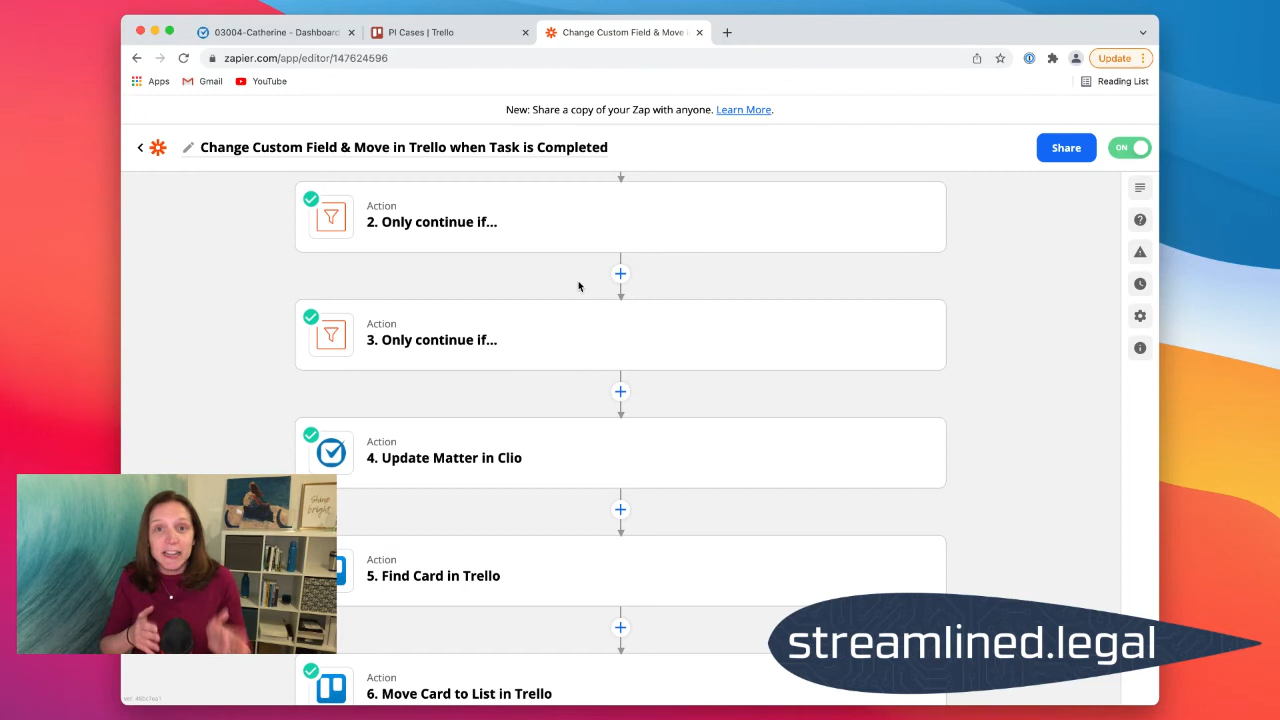 03004-Catherine - Dashboard
PI Cases | Trello
Change Custom Field & Move i
zapier.com/app/editor/147624596
Update
Apps
Gmail
YouTube
Reading List
New: Share a copy of your Zap with anyone. Learn More.
Change Custom Field & Move in Trello when Task is Completed
Share
ON
Action
2. Only continue if...
Action
3. Only continue if...
Action
4. Update Matter in Clio
Action
5. Find Card in Trello
Action
6. Move Card to List in Trello
Shine
bright
streamlined.legal